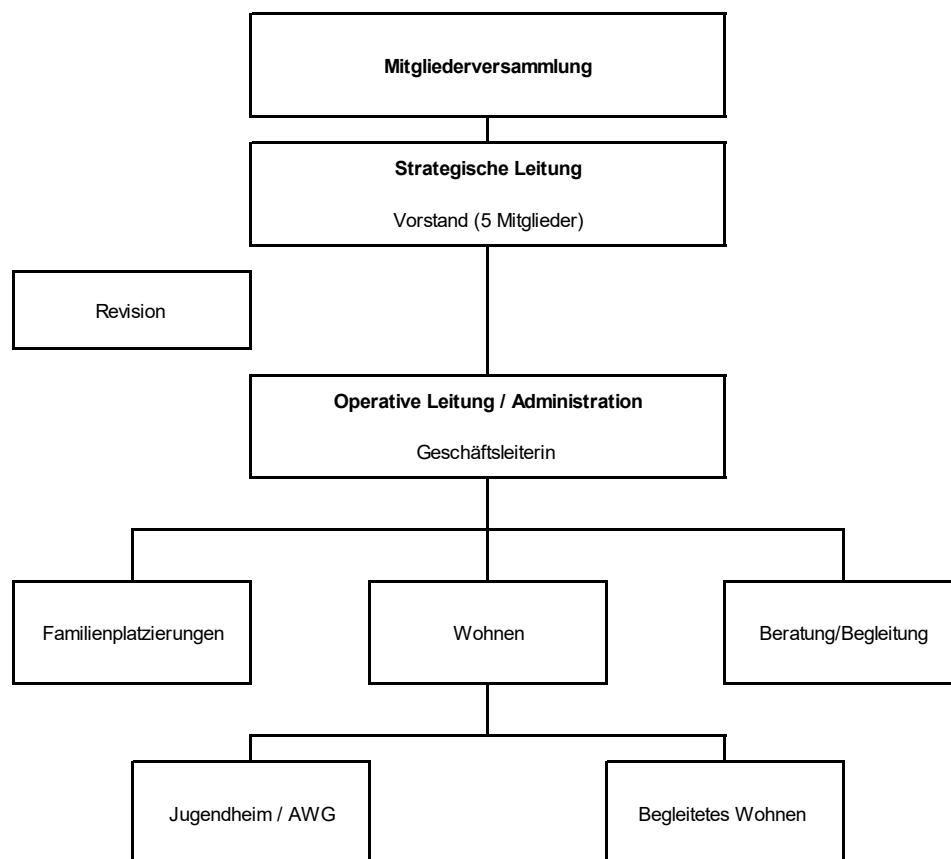 Mitgliederversammlung
Strategische Leitung
Vorstand (5 Mitglieder)
Revision
Operative Leitung / Administration
Geschäftsleiterin
Familienplatzierungen
Wohnen
Beratung/Begleitung
Jugendheim / AWG
Begleitetes Wohnen